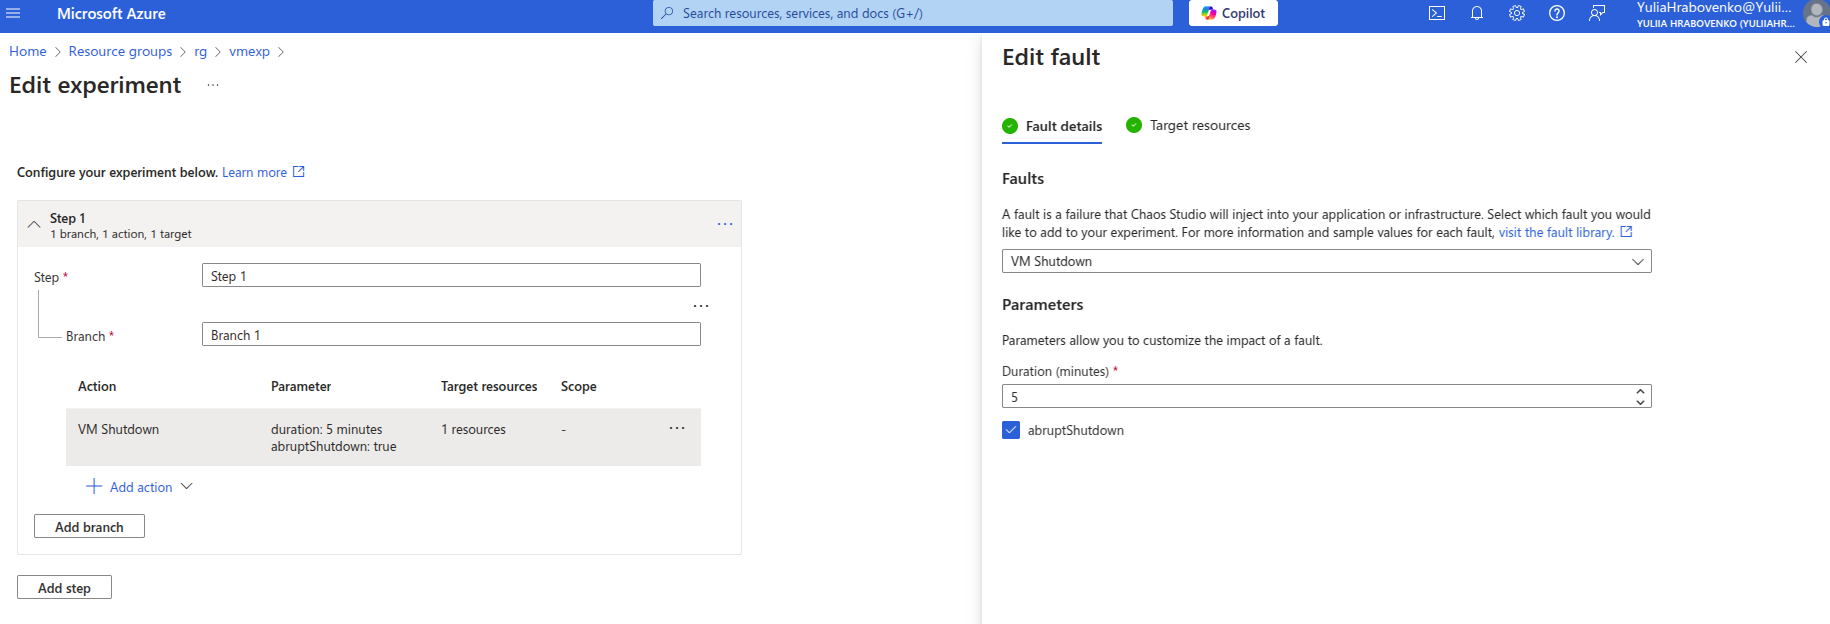 Microsoft Azure
Search resources, services, and docs (G+/)
Copilot
YuliaHrabovenko@Yulii...
YULIIA HRABOVENKO (YULIIAHR...
Home > Resource groups > rg > vmexp >
Edit experiment ...
Configure your experiment below. Learn more
Step 1
1 branch, 1 action, 1 target
Step *
Step 1
Branch *
Branch 1
Action Parameter Target resources Scope
VM Shutdown duration: 5 minutes 1 resources -
abruptShutdown: true
Add action
Add branch
Add step
Edit fault
Fault details Target resources
Faults
A fault is a failure that Chaos Studio will inject into your application or infrastructure. Select which fault you would
like to add to your experiment. For more information and sample values for each fault, visit the fault library.
VM Shutdown
Parameters
Parameters allow you to customize the impact of a fault.
Duration (minutes) *
5
abruptShutdown